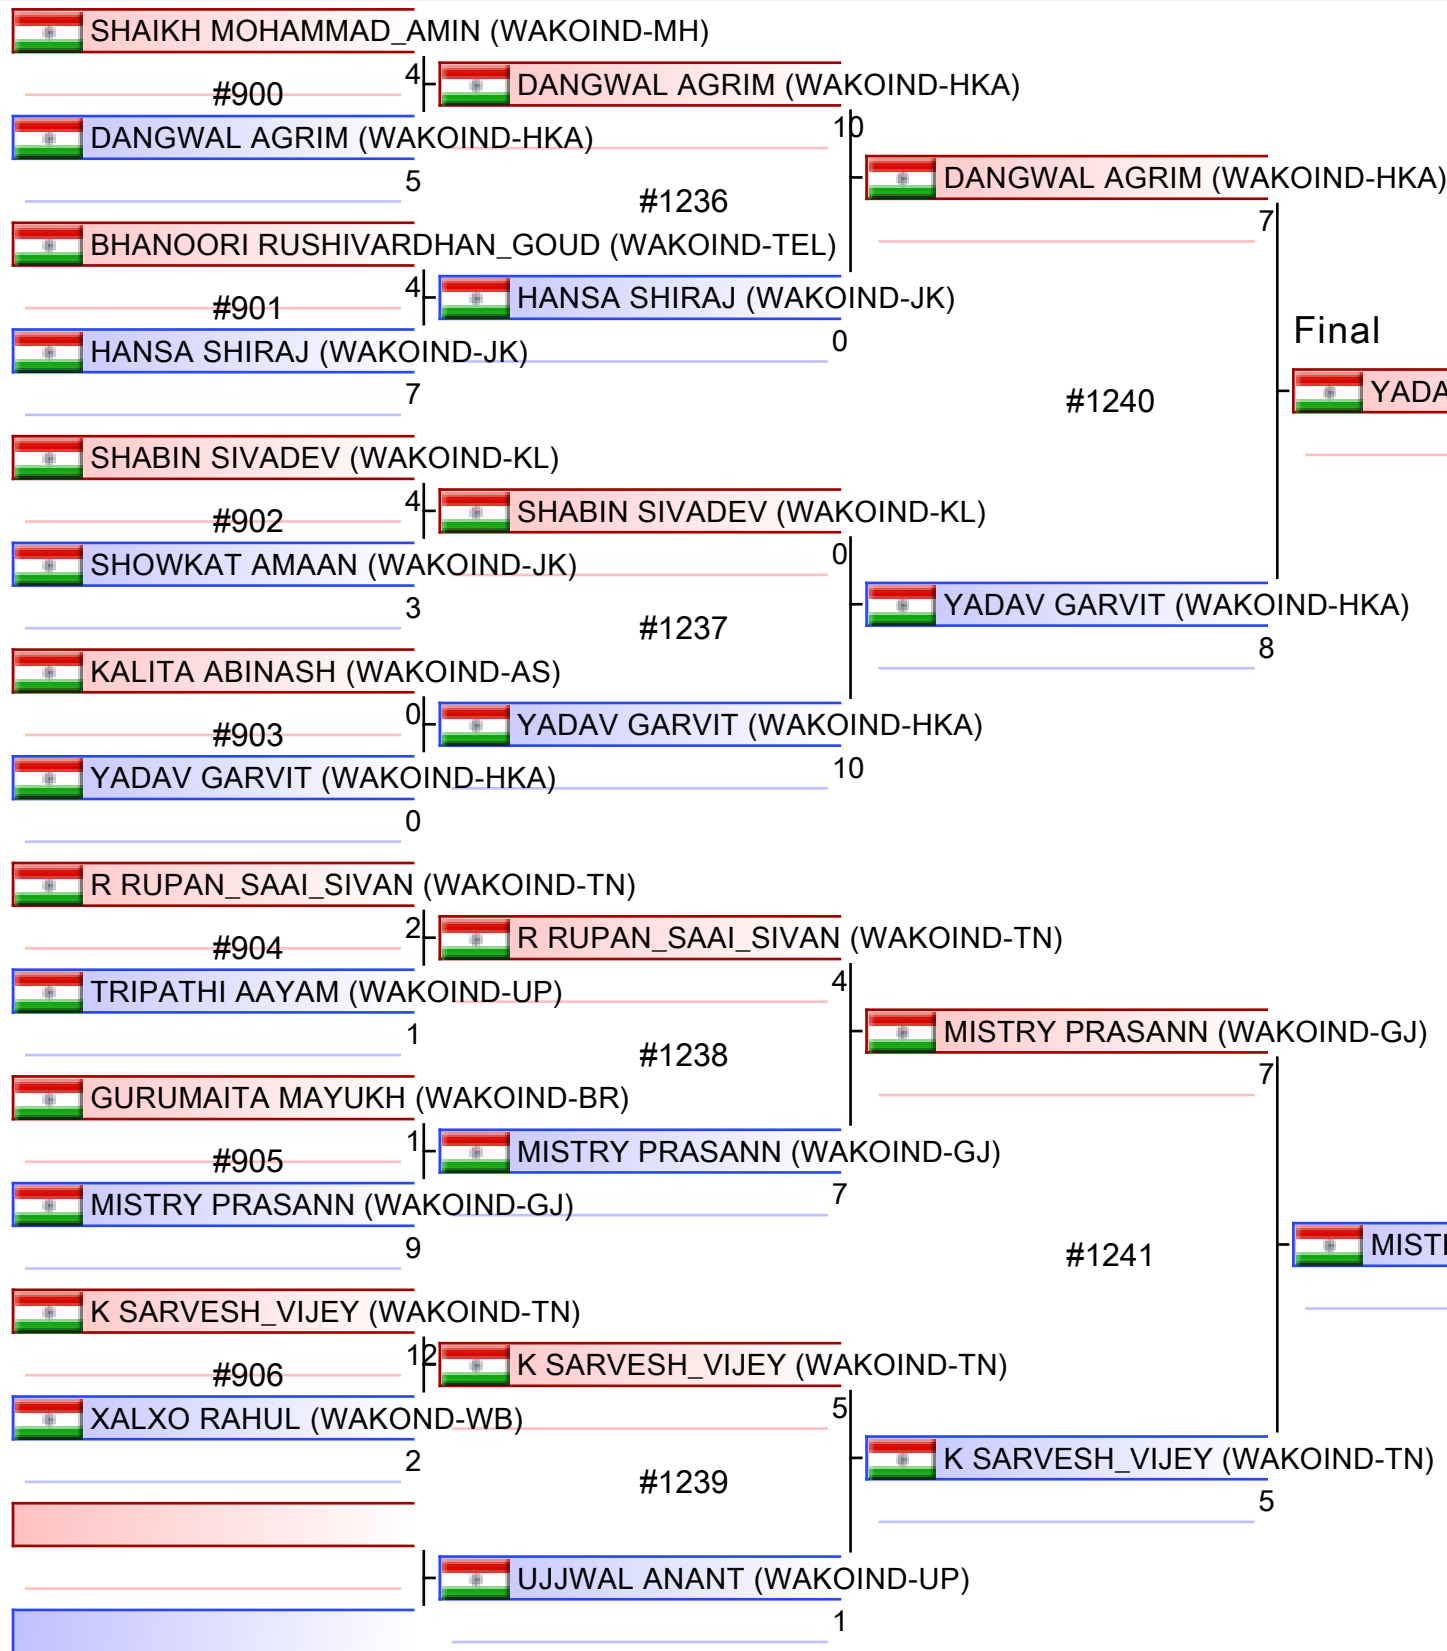 SHAIKH MOHAMMAD_AMIN (WAKOIND-MH)
4
#900
DANGWAL AGRIM (WAKOIND-HKA)
DANGWAL AGRIM (WAKOIND-HKA)
10
5
DANGWAL AGRIM (WAKOIND-HKA)
#1236
7
BHANOORI RUSHIVARDHAN_GOUD (WAKOIND-TEL)
4
#901
HANSA SHIRAJ (WAKOIND-JK)
0
HANSA SHIRAJ (WAKOIND-JK)
7
Final
#1240
YADA
SHABIN SIVADEV (WAKOIND-KL)
4
#902
SHABIN SIVADEV (WAKOIND-KL)
0
SHOWKAT AMAAN (WAKOIND-JK)
3
#1237
YADAV GARVIT (WAKOIND-HKA)
8
KALITA ABINASH (WAKOIND-AS)
0
#903
YADAV GARVIT (WAKOIND-HKA)
10
YADAV GARVIT (WAKOIND-HKA)
0
R RUPAN_SAAI_SIVAN (WAKOIND-TN)
2
#904
R RUPAN_SAAI_SIVAN (WAKOIND-TN)
4
TRIPATHI AAYAM (WAKOIND-UP)
1
#1238
MISTRY PRASANN (WAKOIND-GJ)
7
GURUMAITA MAYUKH (WAKOIND-BR)
1
#905
MISTRY PRASANN (WAKOIND-GJ)
7
MISTRY PRASANN (WAKOIND-GJ)
9
#1241
K SARVESH_VIJEY (WAKOIND-TN)
12
#906
K SARVESH_VIJEY (WAKOIND-TN)
5
XALXO RAHUL (WAKOND-WB)
2
#1239
K SARVESH_VIJEY (WAKOIND-TN)
5
UJJWAL ANANT (WAKOIND-UP)
1